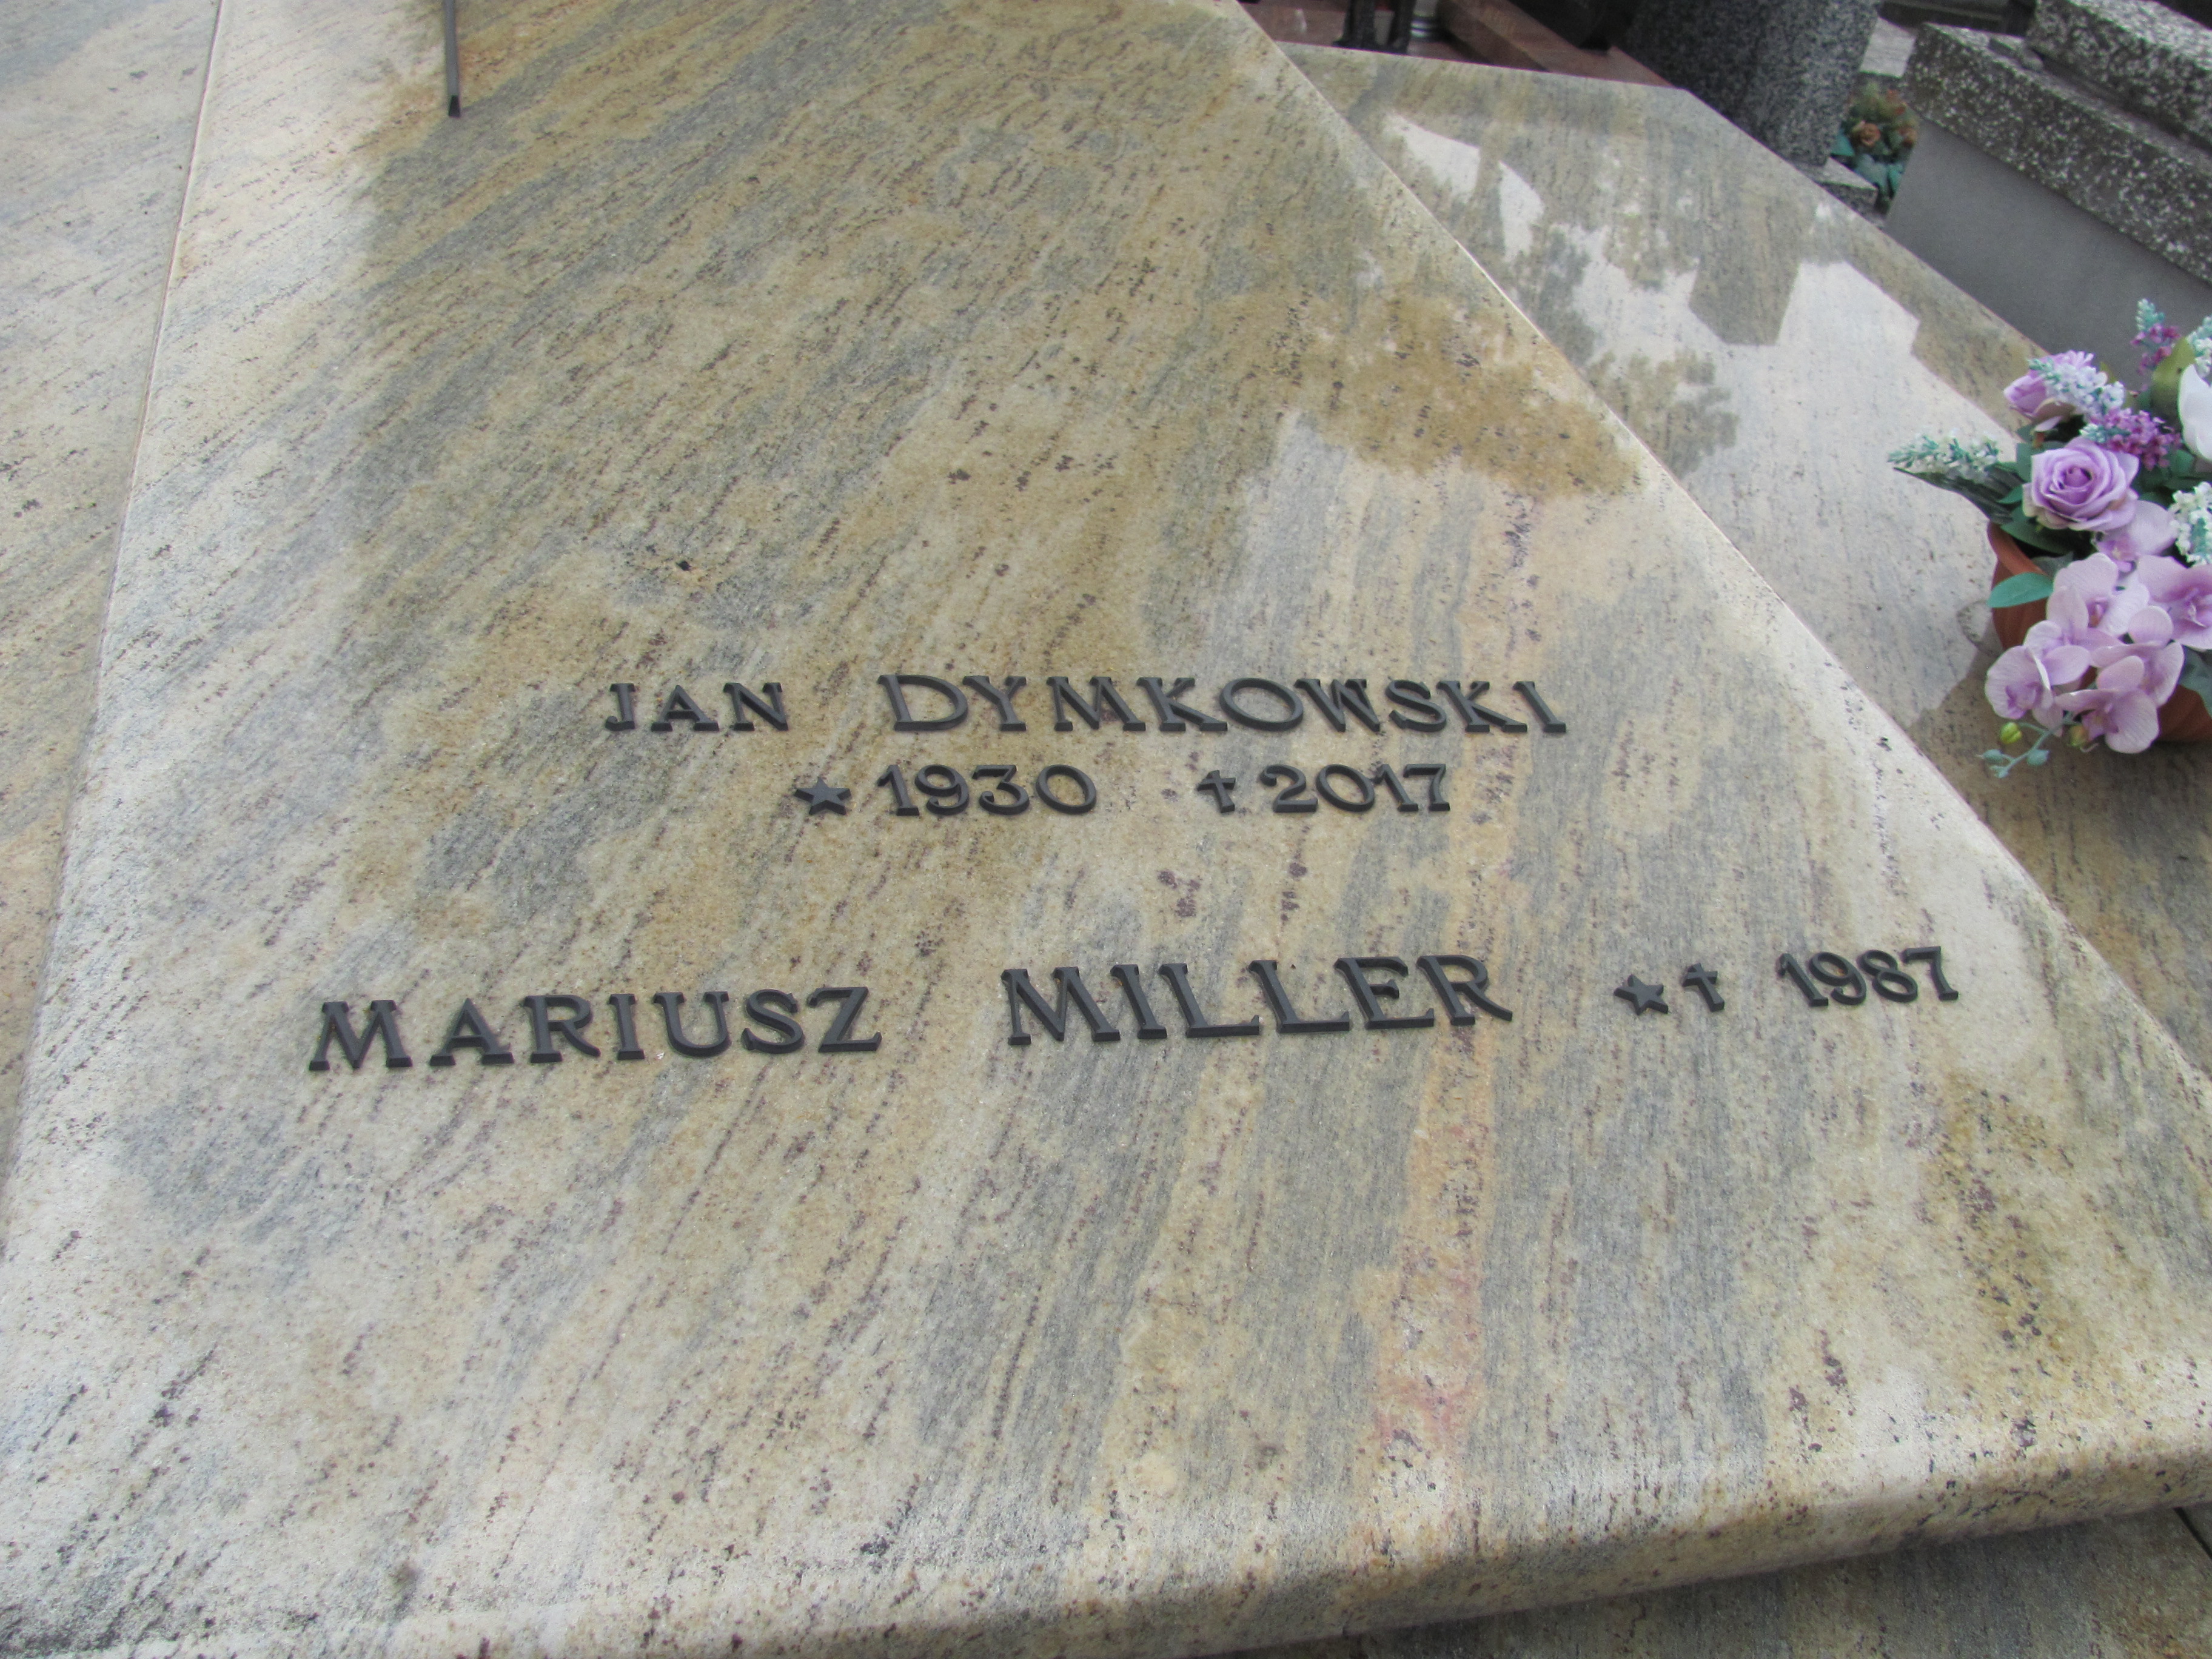 JAN DYMKOWSKI
★ 1930 ✝ 2017
MARIUSZ MILLER ★ ✝ 1987